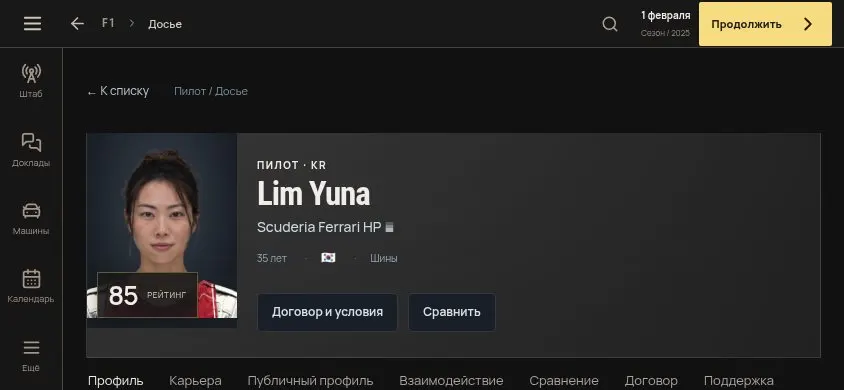 F1 Досье
1 февраля
Сезон / 2025
Продолжить
Штаб
Доклады
Машины
Календарь
Ещё
← К списку Пилот / Досье
ПИЛОТ · KR
Lim Yuna
Scuderia Ferrari HP
35 лет · · Шины
85 РЕЙТИНГ
Договор и условия Сравнить
Профиль Карьера Публичный профиль Взаимодействие Сравнение Договор Поддержка